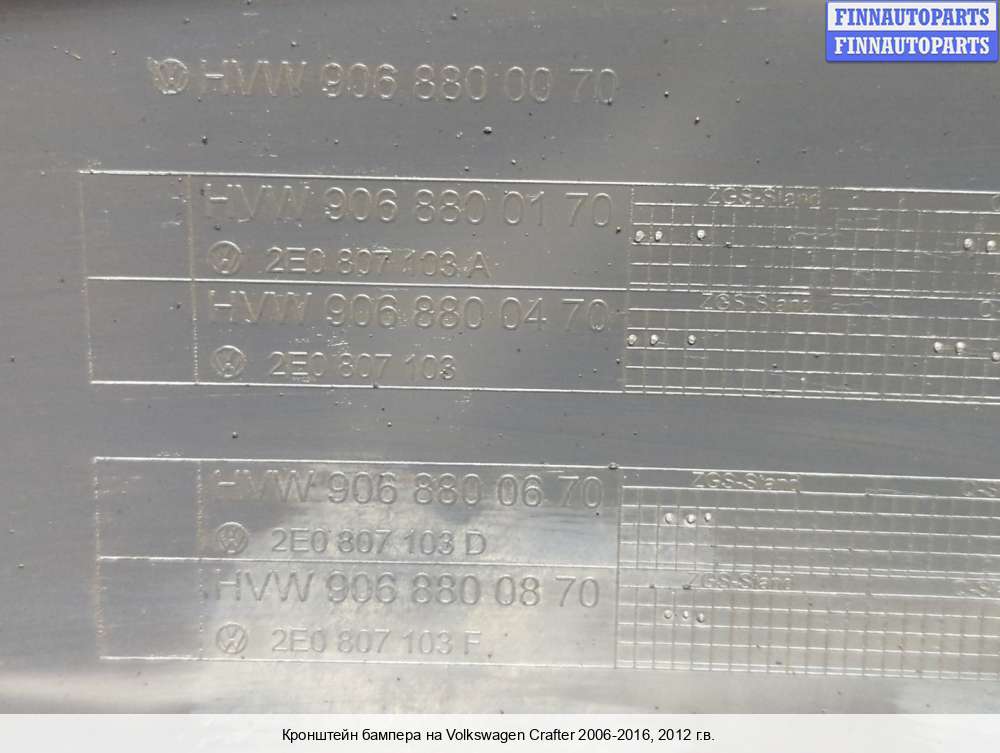 FINNAUTOPARTS
FINNAUTOPARTS
HVW 906 880 00 70
HVW 906 880 01 70
ZGS-Stand
2E0 807 103 A
HVW 906 880 04 70
ZGS-Stand
2E0 807 103
HVW 906 880 06 70
ZGS-Stand
2E0 807 103 D
HVW 906 880 08 70
ZGS-Stand
2E0 807 103 F
Кронштейн бампера на Volkswagen Crafter 2006-2016, 2012 г.в.